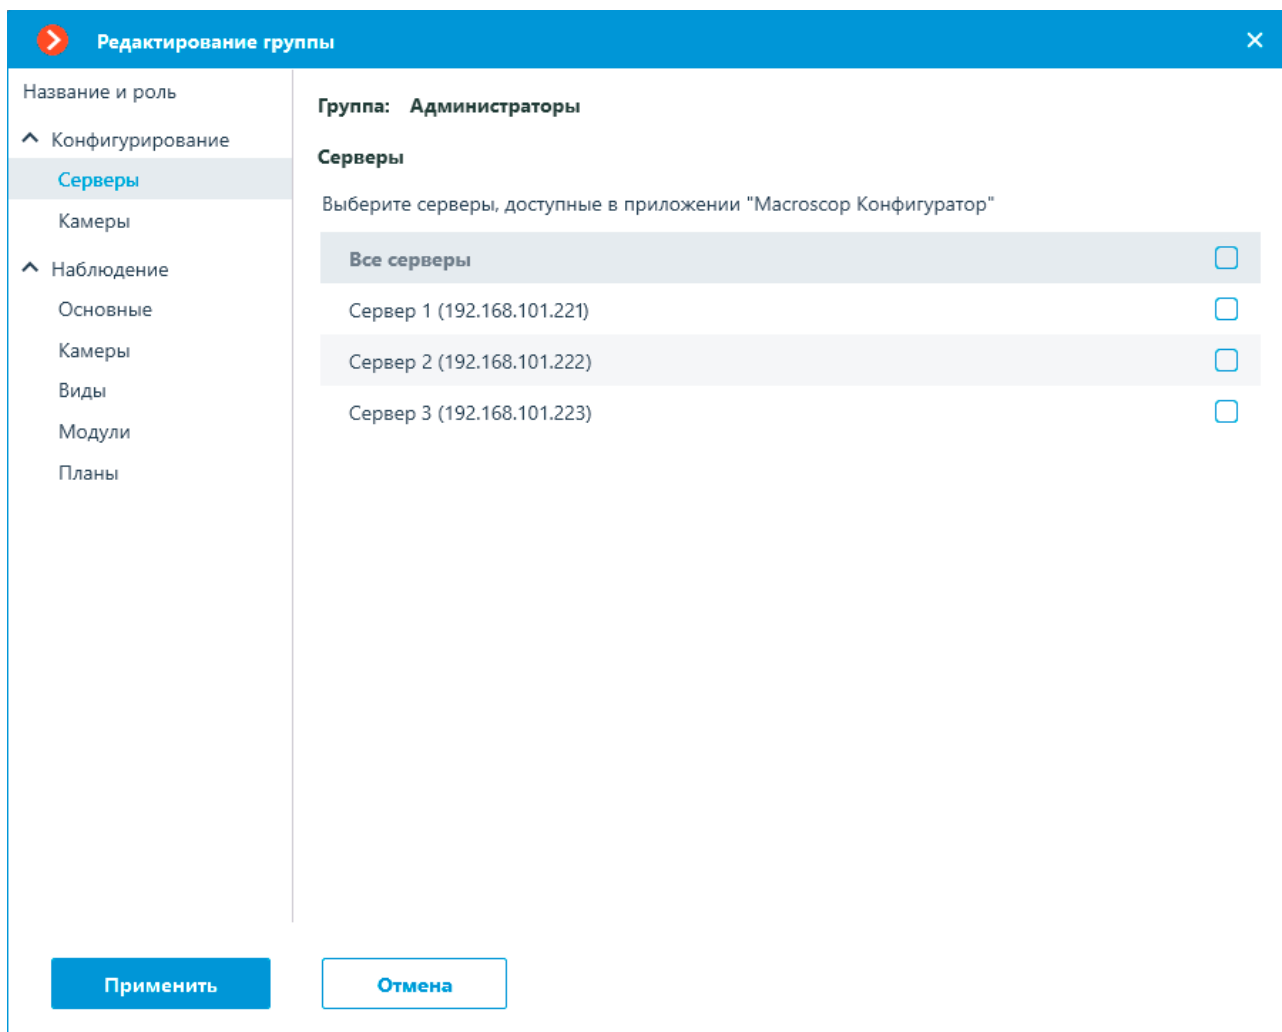 Редактирование группы
Название и роль
Конфигурирование
Серверы
Камеры
Наблюдение
Основные
Камеры
Виды
Модули
Планы
Группа: Администраторы
Серверы
Выберите серверы, доступные в приложении "Macroscop Конфигуратор"
Все серверы
Сервер 1 (192.168.101.221)
Сервер 2 (192.168.101.222)
Сервер 3 (192.168.101.223)
Применить
Отмена